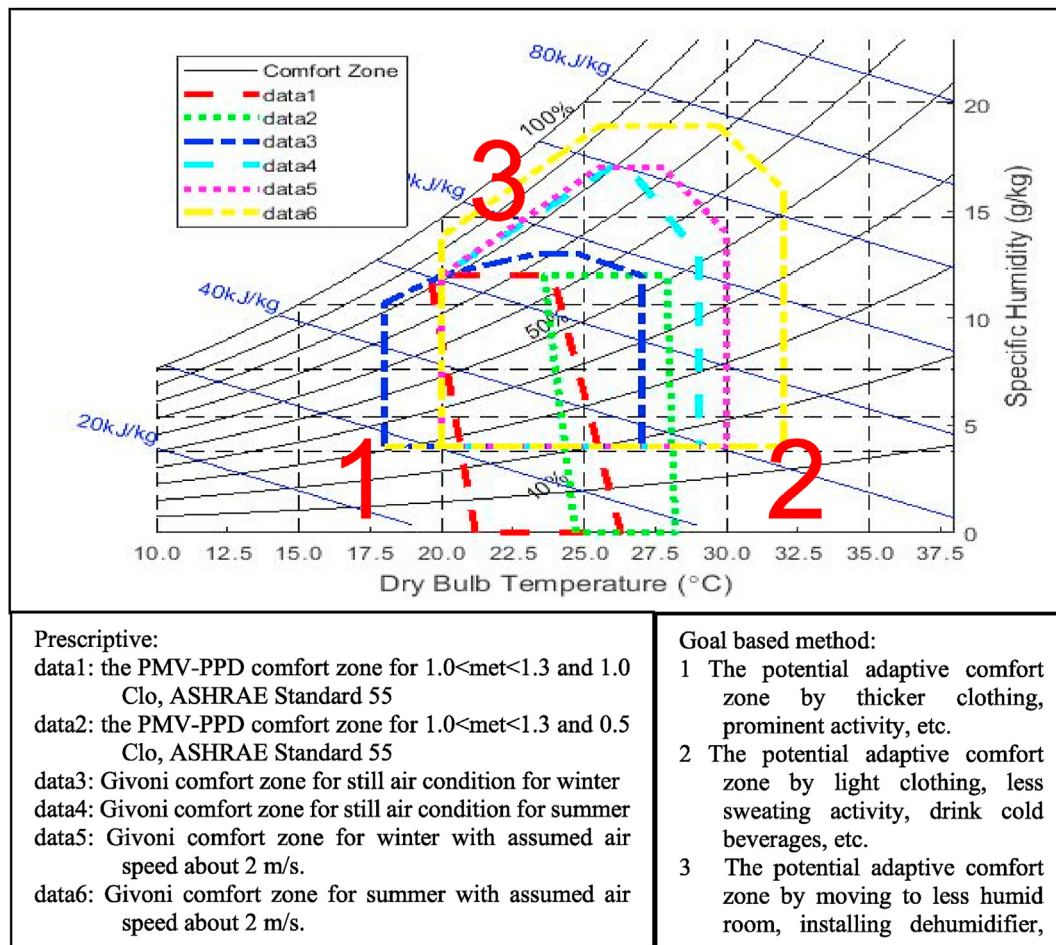 Comfort Zone
data1
data2
data3
data4
data5
data6
80kJ/kg
100%
3
kJ/kg
40kJ/kg
50%
20kJ/kg
1
2
10%
20
15
10
5
0
Specific Humidity (g/kg)
10.0 12.5 15.0 17.5 20.0 22.5 25.0 27.5 30.0 32.5 35.0 37.5
Dry Bulb Temperature (°C)
Prescriptive:
data1: the PMV-PPD comfort zone for 1.0<met<1.3 and 1.0
Clo, ASHRAE Standard 55
data2: the PMV-PPD comfort zone for 1.0<met<1.3 and 0.5
Clo, ASHRAE Standard 55
data3: Givoni comfort zone for still air condition for winter
data4: Givoni comfort zone for still air condition for summer
data5: Givoni comfort zone for winter with assumed air
speed about 2 m/s.
data6: Givoni comfort zone for summer with assumed air
speed about 2 m/s.
Goal based method:
1 The potential adaptive comfort
zone by thicker clothing,
prominent activity, etc.
2 The potential adaptive comfort
zone by light clothing, less
sweating activity, drink cold
beverages, etc.
3 The potential adaptive comfort
zone by moving to less humid
room, installing dehumidifier,